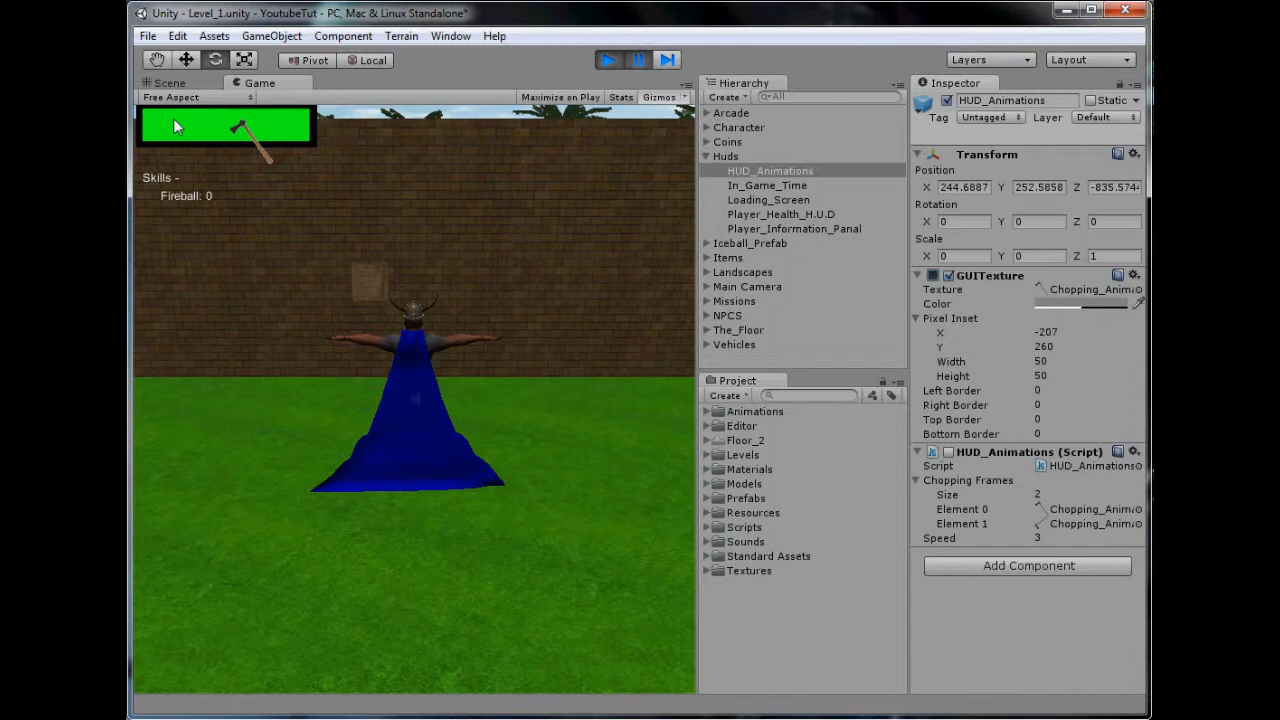 Unity - Level_1.unity - YoutubeTut - PC, Mac & Linux Standalone*
File Edit Assets GameObject Component Terrain Window Help
Pivot Local Layers Layout
Scene Game
Free Aspect Maximize on Play Stats Gizmos
Skills -
Fireball: 0
Hierarchy
Create All
Arcade
Character
Coins
Huds
HUD_Animations
In_Game_Time
Loading_Screen
Player_Health_H.U.D
Player_Information_Panal
Iceball_Prefab
Items
Landscapes
Main Camera
Missions
NPCS
The_Floor
Vehicles
Project
Create
Animations
Editor
Floor_2
Levels
Materials
Models
Prefabs
Resources
Scripts
Sounds
Standard Assets
Textures
Inspector
HUD_Animations Static
Tag Untagged Layer Default
Transform
Position
X 244.6887 Y 252.5858 Z -835.5744
Rotation
X 0 Y 0 Z 0
Scale
X 0 Y 0 Z 1
GUITexture
Texture Chopping_Anima
Color
Pixel Inset
X -207
Y 260
Width 50
Height 50
Left Border 0
Right Border 0
Top Border 0
Bottom Border 0
HUD_Animations (Script)
Script HUD_Animations
Chopping Frames
Size 2
Element 0 Chopping_Anima
Element 1 Chopping_Anima
Speed 3
Add Component